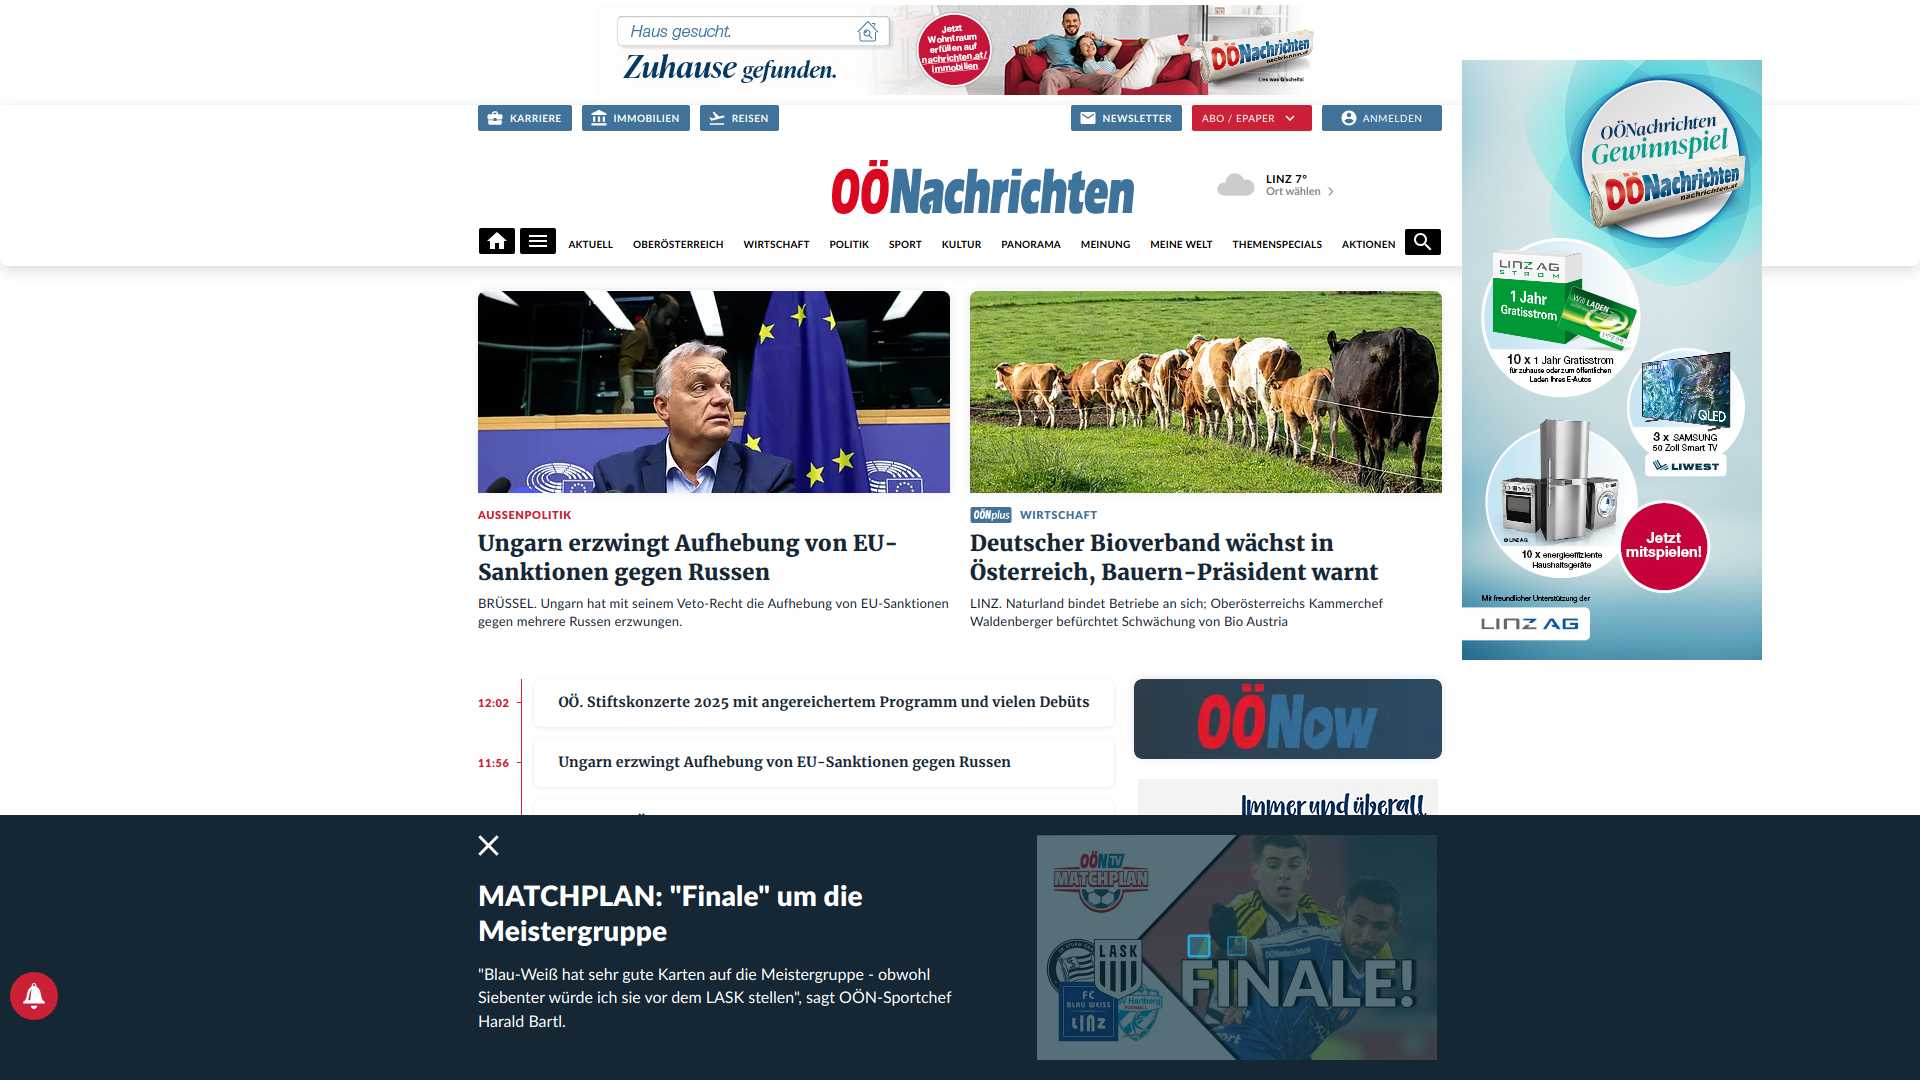 Haus gesucht.
Zuhause gefunden.
Jetzt
Wohntraum
erfüllen auf
nachrichten.at/
immobilien
OÖNachrichten
KARRIERE
IMMOBILIEN
REISEN
NEWSLETTER
ABO / EPAPER
ANMELDEN
OÖNachrichten
LINZ 7°
Ort wählen
AKTUELL
OBERÖSTERREICH
WIRTSCHAFT
POLITIK
SPORT
KULTUR
PANORAMA
MEINUNG
MEINE WELT
THEMENSPECIALS
AKTIONEN
OÖNachrichten
Gewinnspiel
OÖNachrichten
nachrichten.at
LINZ AG
STROM
1 Jahr
Gratisstrom
Will LADEN
10 x 1 Jahr Gratisstrom
für zuhause oder zum öffentlichen
Laden Ihres E-Autos
QLED
3 x SAMSUNG
50 Zoll Smart TV
LIWEST
© LINZ AG
10 x energieeffiziente
Haushaltsgeräte
Jetzt
mitspielen!
Mit freundlicher Unterstützung der
LINZ AG
AUSSENPOLITIK
Ungarn erzwingt Aufhebung von EU-
Sanktionen gegen Russen
BRÜSSEL. Ungarn hat mit seinem Veto-Recht die Aufhebung von EU-Sanktionen
gegen mehrere Russen erzwungen.
OÖNplus WIRTSCHAFT
Deutscher Bioverband wächst in
Österreich, Bauern-Präsident warnt
LINZ. Naturland bindet Betriebe an sich; Oberösterreichs Kammerchef
Waldenberger befürchtet Schwächung von Bio Austria
12:02
OÖ. Stiftskonzerte 2025 mit angereichertem Programm und vielen Debüts
11:56
Ungarn erzwingt Aufhebung von EU-Sanktionen gegen Russen
OÖNow
Immer und überall
MATCHPLAN: "Finale" um die
Meistergruppe
"Blau-Weiß hat sehr gute Karten auf die Meistergruppe - obwohl
Siebenter würde ich sie vor dem LASK stellen", sagt OÖN-Sportchef
Harald Bartl.
OÖN TV
MATCHPLAN
LASK
FC
BLAU WEISS
LINZ
Hartberg
FINALE!